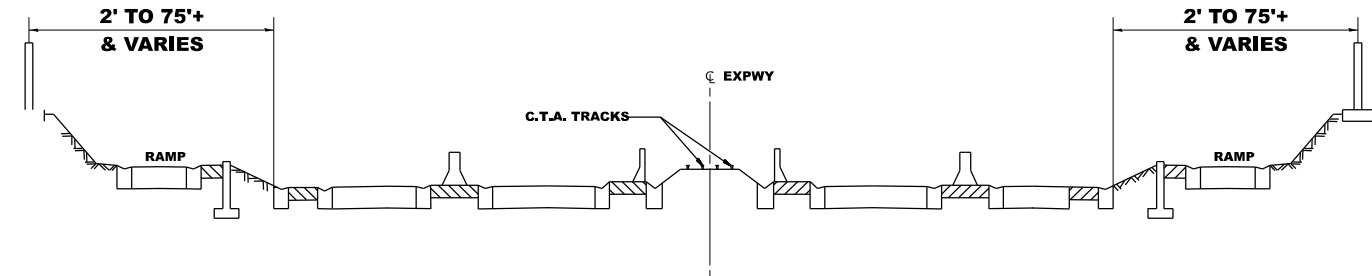 2' TO 75'+
& VARIES
2' TO 75'+
& VARIES
℄ EXPWY
C.T.A. TRACKS
RAMP
RAMP